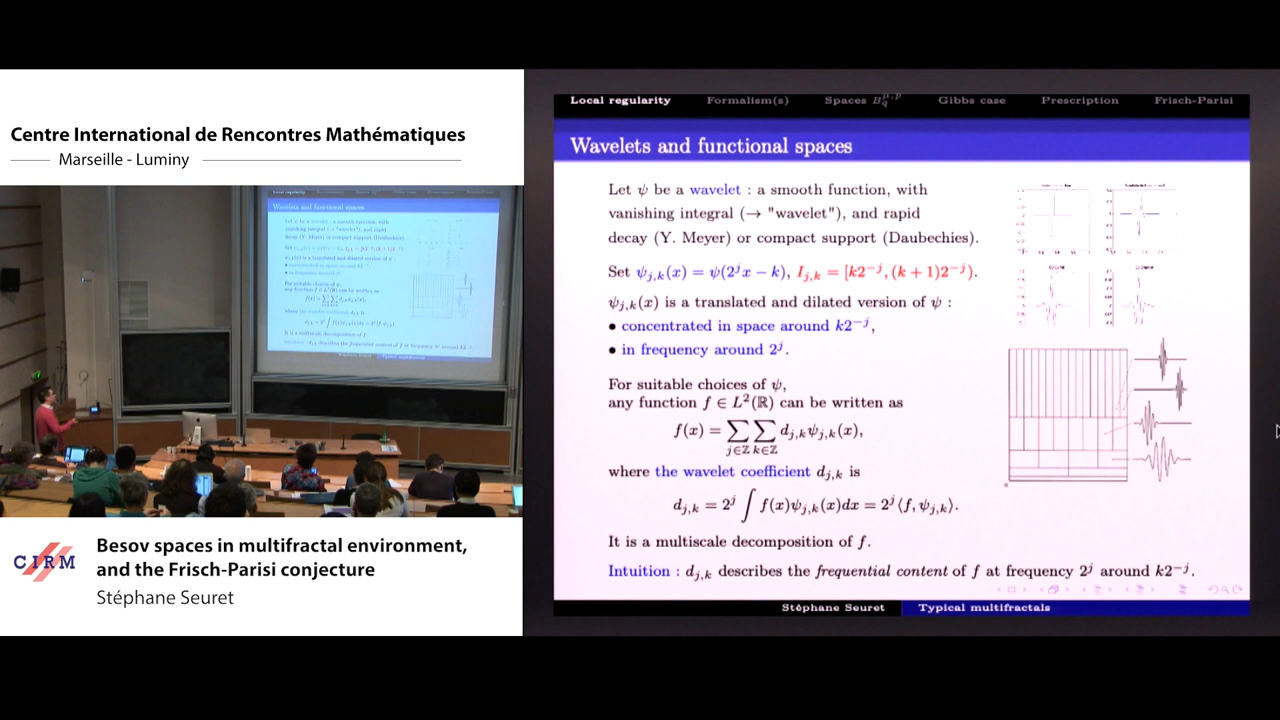 Centre International de Rencontres Mathématiques
Marseille - Luminy
CIRM
Besov spaces in multifractal environment,
and the Frisch-Parisi conjecture
Stéphane Seuret
Local regularity Formalism(s) Spaces B_q^{μ,p} Gibbs case Prescription Frisch-Parisi
Wavelets and functional spaces
Let ψ be a wavelet : a smooth function, with
vanishing integral (→ "wavelet"), and rapid
decay (Y. Meyer) or compact support (Daubechies).
Set ψ_{j,k}(x) = ψ(2^j x − k), I_{j,k} = [k2^{−j}, (k + 1)2^{−j}).
ψ_{j,k}(x) is a translated and dilated version of ψ :
• concentrated in space around k2^{−j},
• in frequency around 2^j.
For suitable choices of ψ,
any function f ∈ L²(ℝ) can be written as
f(x) = ∑_{j∈ℤ} ∑_{k∈ℤ} d_{j,k}ψ_{j,k}(x),
where the wavelet coefficient d_{j,k} is
d_{j,k} = 2^j ∫ f(x)ψ_{j,k}(x)dx = 2^j⟨f, ψ_{j,k}⟩.
It is a multiscale decomposition of f.
Intuition : d_{j,k} describes the frequential content of f at frequency 2^j around k2^{−j}.
Stéphane Seuret Typical multifractals